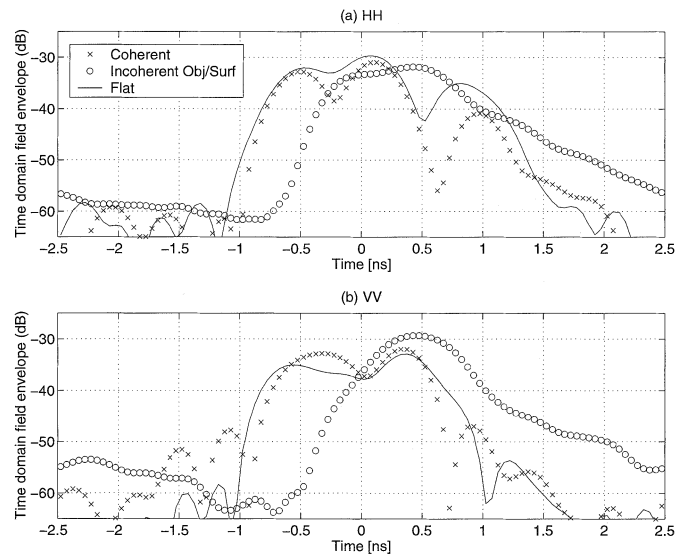 (a) HH
Time domain field envelope (dB)
−30
−40
−50
−60
× Coherent
○ Incoherent Obj/Surf
— Flat
−2.5 −2 −1.5 −1 −0.5 0 0.5 1 1.5 2 2.5
Time [ns]
(b) VV
Time domain field envelope (dB)
−30
−40
−50
−60
−2.5 −2 −1.5 −1 −0.5 0 0.5 1 1.5 2 2.5
Time [ns]